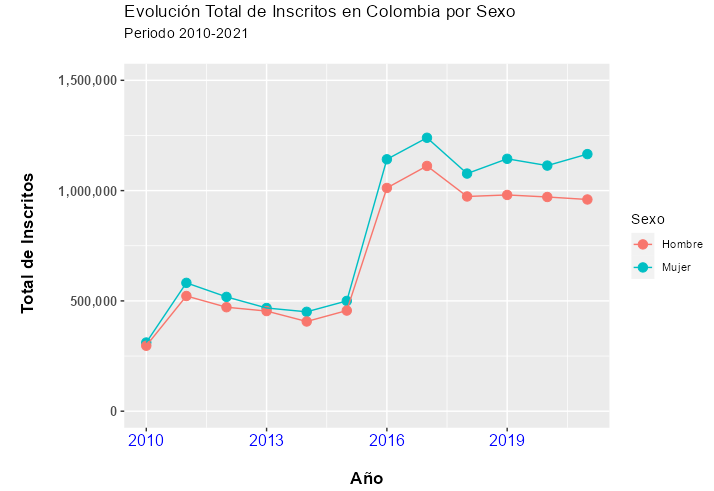 Evolución Total de Inscritos en Colombia por Sexo
Periodo 2010-2021
1,500,000
1,000,000
500,000
0
Total de Inscritos
2010 2013 2016 2019
Año
Sexo
Hombre
Mujer